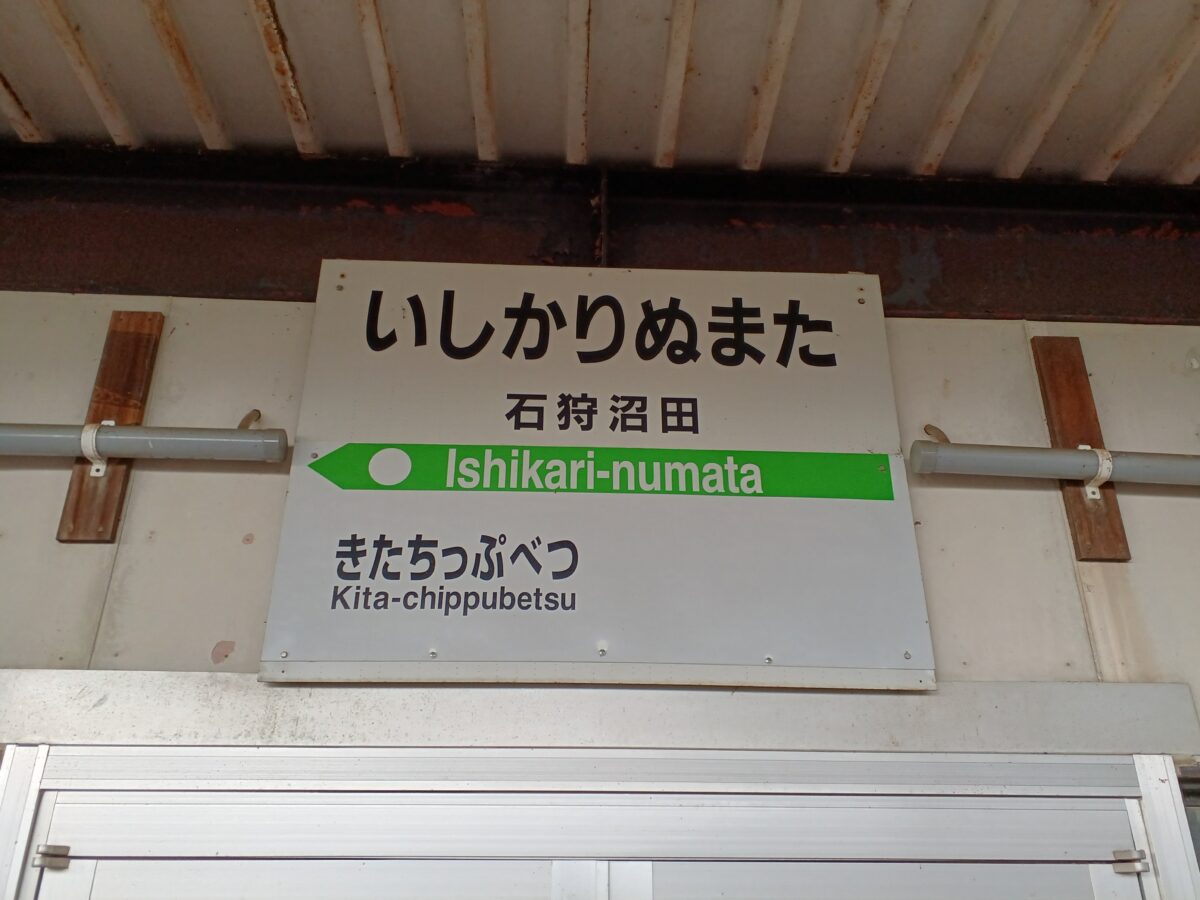 いしかりぬまた
石狩沼田
Ishikari-numata
きたちっぷべつ
Kita-chippubetsu